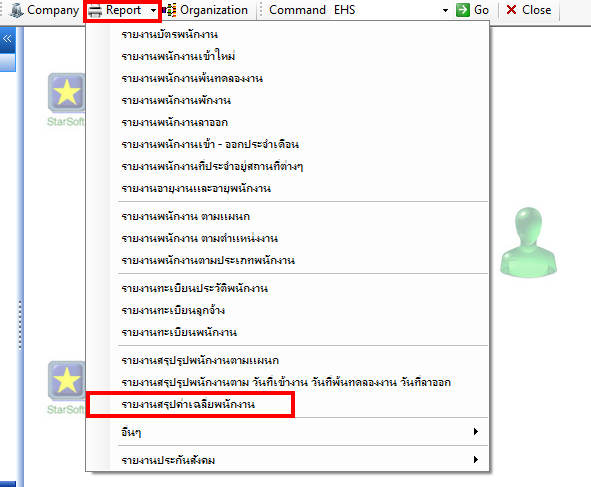 Company Report Organization Command EHS Go Close
รายงานบัตรพนักงาน
รายงานพนักงานเข้าใหม่
รายงานพนักงานพ้นทดลองงาน
รายงานพนักงานพักงาน
รายงานพนักงานลาออก
รายงานพนักงานเข้า - ออกประจำเดือน
รายงานพนักงานที่ประจำอยู่สถานที่ต่างๆ
รายงานอายุงานและอายุพนักงาน
รายงานพนักงาน ตามแผนก
รายงานพนักงาน ตามตำแหน่งงาน
รายงานพนักงานตามประเภทพนักงาน
รายงานทะเบียนประวัติพนักงาน
รายงานทะเบียนลูกจ้าง
รายงานทะเบียนพนักงาน
รายงานสรุปรูปพนักงานตามแผนก
รายงานสรุปรูปพนักงานตาม วันที่เข้างาน วันที่พ้นทดลองงาน วันที่ลาออก
รายงานสรุปค่าเฉลี่ยพนักงาน
อื่นๆ
รายงานประกันสังคม
StarSoft
StarSoft